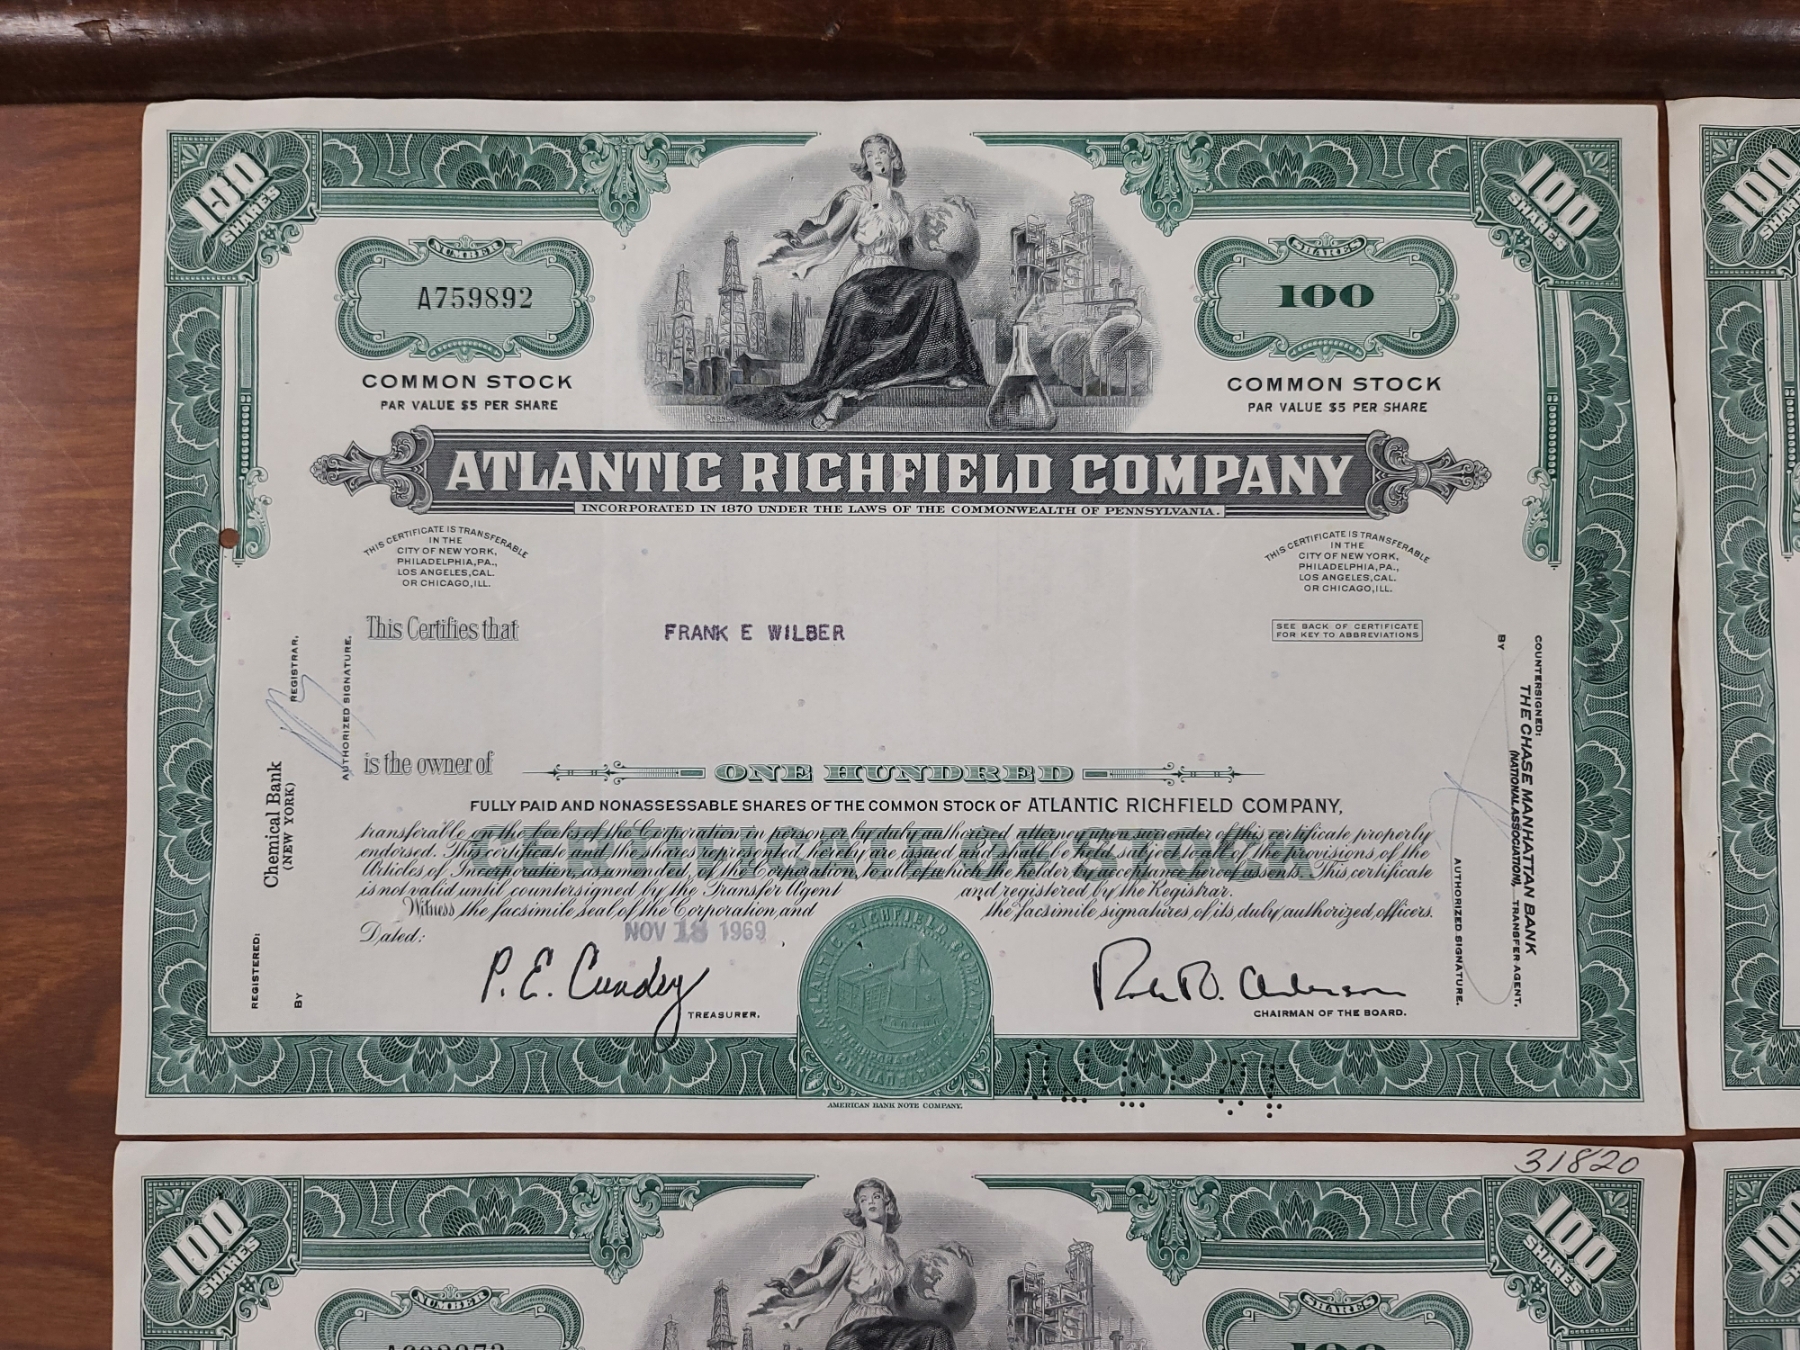 100
SHARES
NUMBER
A759892
COMMON STOCK
PAR VALUE $5 PER SHARE
SHARES
100
COMMON STOCK
PAR VALUE $5 PER SHARE
100
SHARES
ATLANTIC RICHFIELD COMPANY
INCORPORATED IN 1870 UNDER THE LAWS OF THE COMMONWEALTH OF PENNSYLVANIA.
THIS CERTIFICATE IS TRANSFERABLE
IN THE
CITY OF NEW YORK,
PHILADELPHIA, PA.,
LOS ANGELES, CAL.
OR CHICAGO, ILL.
THIS CERTIFICATE IS TRANSFERABLE
IN THE
CITY OF NEW YORK,
PHILADELPHIA, PA.,
LOS ANGELES, CAL.
OR CHICAGO, ILL.
This Certifies that
FRANK E WILBER
SEE BACK OF CERTIFICATE
FOR KEY TO ABBREVIATIONS
is the owner of
ONE HUNDRED
FULLY PAID AND NONASSESSABLE SHARES OF THE COMMON STOCK OF ATLANTIC RICHFIELD COMPANY,
CERTIFICATE OF STOCK
transferable on the books of the Corporation in person or by duly authorized attorney upon surrender of this certificate properly
endorsed. This certificate and the shares represented hereby are issued and shall be held subject to all of the provisions of the
Articles of Incorporation, as amended, of the Corporation, to all of which the holder by acceptance hereof assents. This certificate
is not valid until countersigned by the Transfer Agent and registered by the Registrar.
Witness the facsimile seal of the Corporation and the facsimile signatures of its duly authorized officers.
Dated:
NOV 18 1969
P. E. Cundey
TREASURER.
CHAIRMAN OF THE BOARD.
ATLANTIC RICHFIELD COMPANY
AMERICAN BANK NOTE COMPANY.
REGISTERED:
Chemical Bank
(NEW YORK)
REGISTRAR,
BY
AUTHORIZED SIGNATURE.
COUNTERSIGNED:
THE CHASE MANHATTAN BANK
(NATIONAL ASSOCIATION),
TRANSFER AGENT,
BY
AUTHORIZED SIGNATURE.
100
SHARES
31820
100
SHARES
NUMBER
SHARES
100
100
SHARES
100